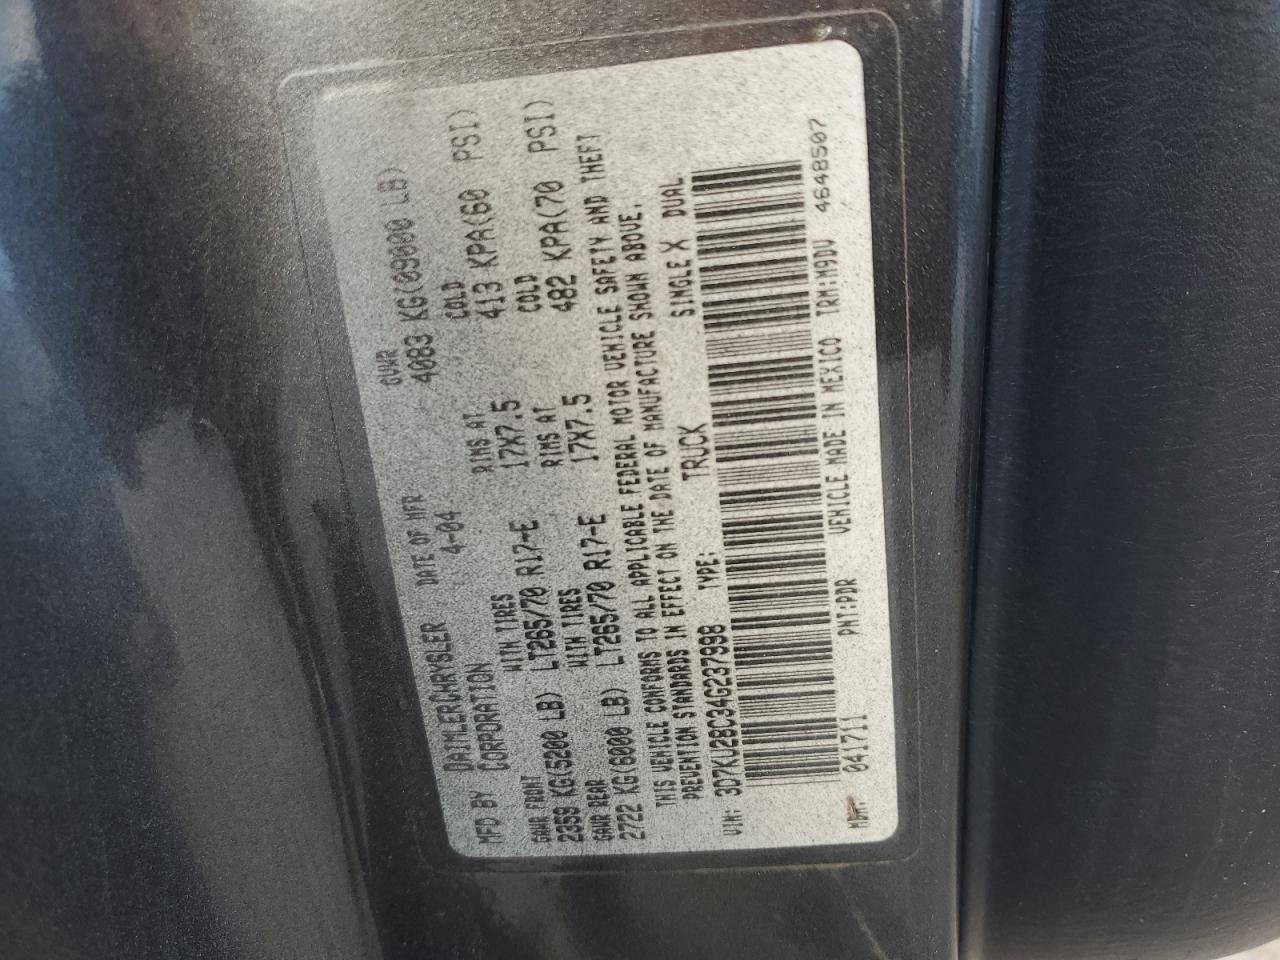 MFD BY DAIMLERCHRYSLER CORPORATION DATE OF MFR 4-04 GVWR 4083 KG(09000 LB)
GAWR FRONT WITH TIRES RIMS AT COLD
2359 KG(5200 LB) LT265/70 R17-E 17X7.5 413 KPA(60 PSI)
GAWR REAR WITH TIRES RIMS AT COLD
2722 KG(6000 LB) LT265/70 R17-E 17X7.5 482 KPA(70 PSI)
THIS VEHICLE CONFORMS TO ALL APPLICABLE FEDERAL MOTOR VEHICLE SAFETY AND THEFT
PREVENTION STANDARDS IN EFFECT ON THE DATE OF MANUFACTURE SHOWN ABOVE.
VIN: 3D7KU28C34G237998 TYPE: TRUCK SINGLE X DUAL
MDH: 041711 PNT:PDR VEHICLE MADE IN MEXICO TRM:M9DV 4648507